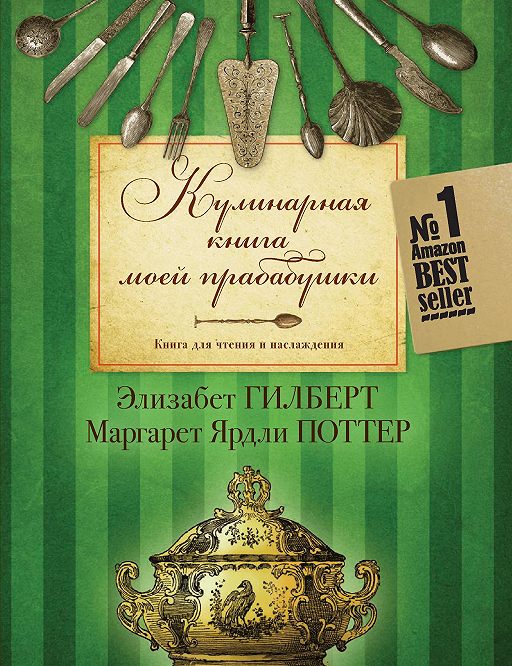 Кулинарная
книга
моей прабабушки
Книга для чтения и наслаждения
№1
Amazon
BEST
seller
Элизабет ГИЛБЕРТ
Маргарет Ярдли ПОТТЕР